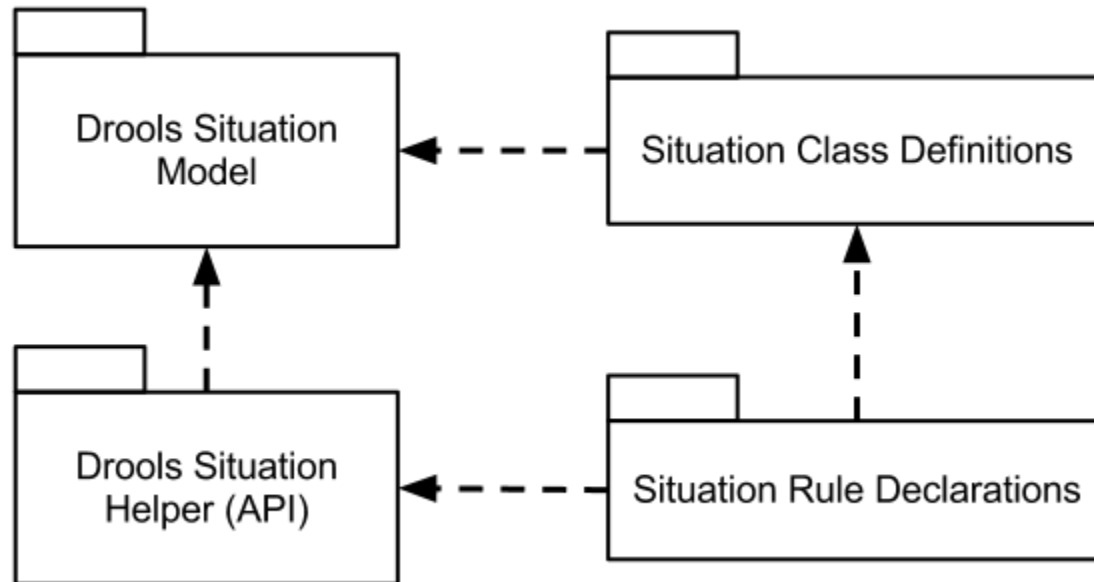 Drools Situation
Model
Situation Class Definitions
Drools Situation
Helper (API)
Situation Rule Declarations